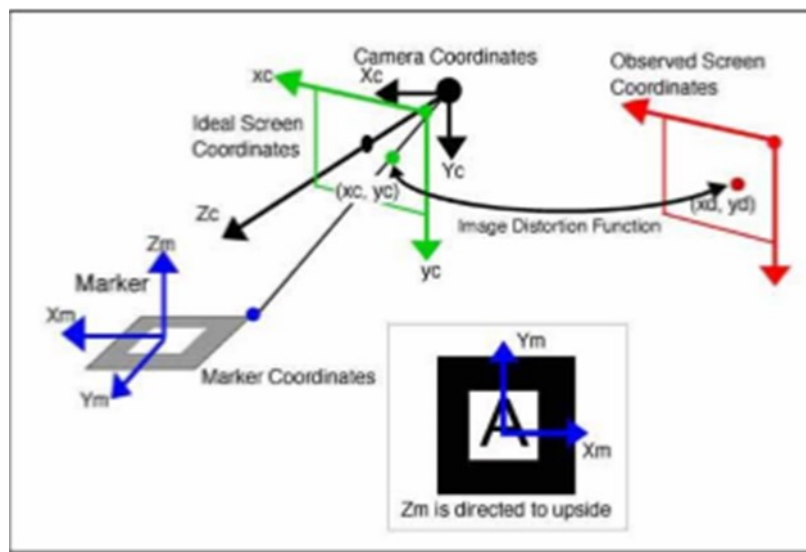 Camera Coordinates
Xc
xc
Observed Screen
Coordinates
Ideal Screen
Coordinates
Yc
(xc, yc)
(xd, yd)
Zc
Image Distortion Function
yc
Zm
Marker
Xm
Ym
Marker Coordinates
Ym
A
Xm
Zm is directed to upside